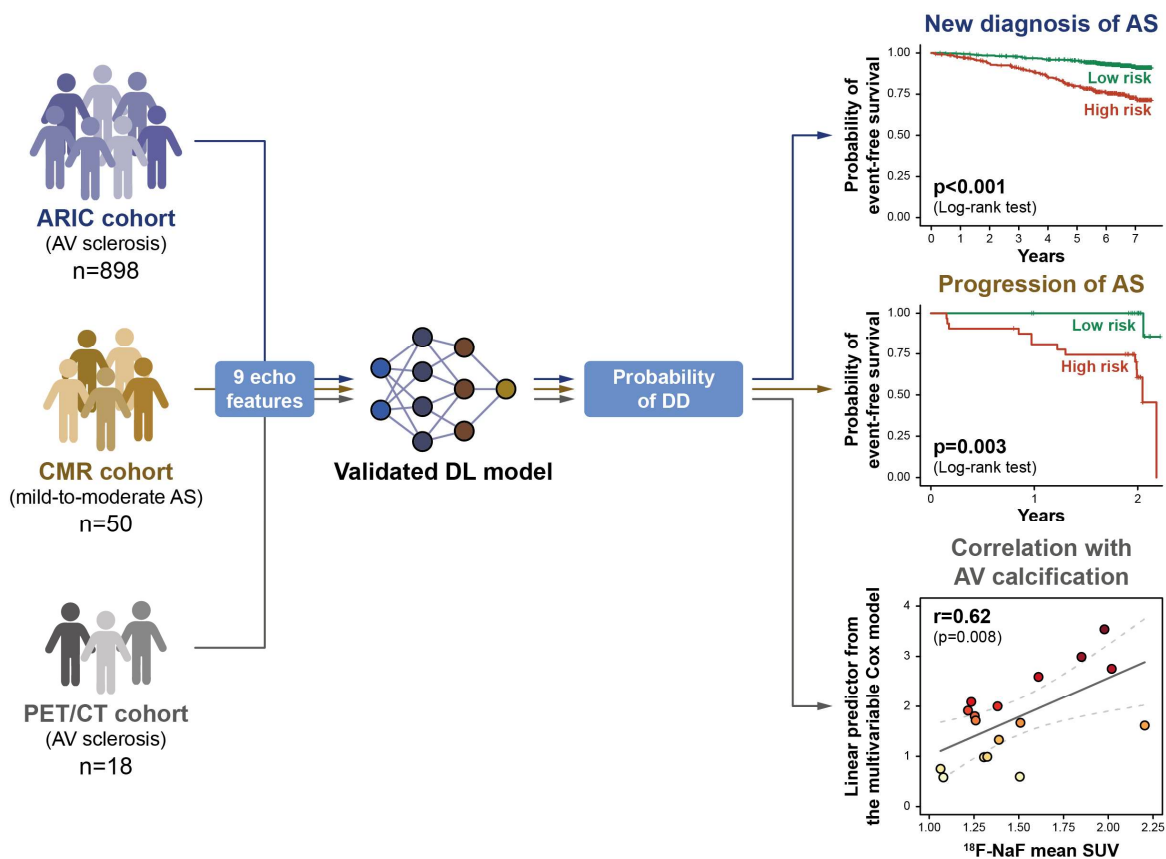 ARIC cohort
(AV sclerosis)
n=898
CMR cohort
(mild-to-moderate AS)
n=50
PET/CT cohort
(AV sclerosis)
n=18
9 echo
features
Validated DL model
Probability
of DD
New diagnosis of AS
Probability of
event-free survival
1.00
0.75
0.50
0.25
0.00
Low risk
High risk
p<0.001
(Log-rank test)
0 1 2 3 4 5 6 7
Years
Progression of AS
Probability of
event-free survival
1.00
0.75
0.50
0.25
0.00
Low risk
High risk
p=0.003
(Log-rank test)
0 1 2
Years
Correlation with
AV calcification
Linear predictor from
the multivariable Cox model
4
3
2
1
0
r=0.62
(p=0.008)
1.00 1.25 1.50 1.75 2.00 2.25
¹⁸F-NaF mean SUV